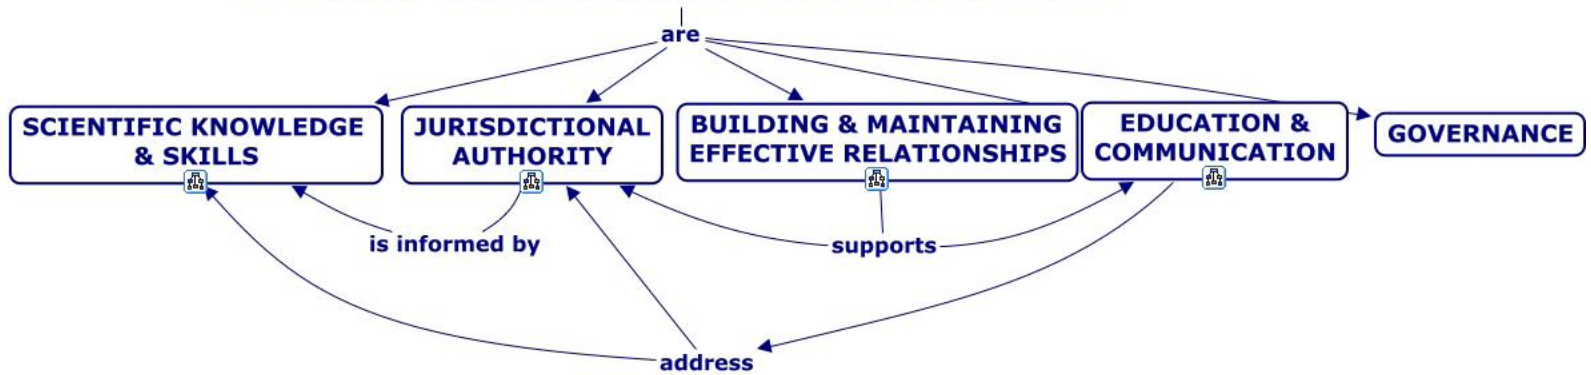 are
SCIENTIFIC KNOWLEDGE
& SKILLS
JURISDICTIONAL
AUTHORITY
BUILDING & MAINTAINING
EFFECTIVE RELATIONSHIPS
EDUCATION &
COMMUNICATION
GOVERNANCE
is informed by
supports
address